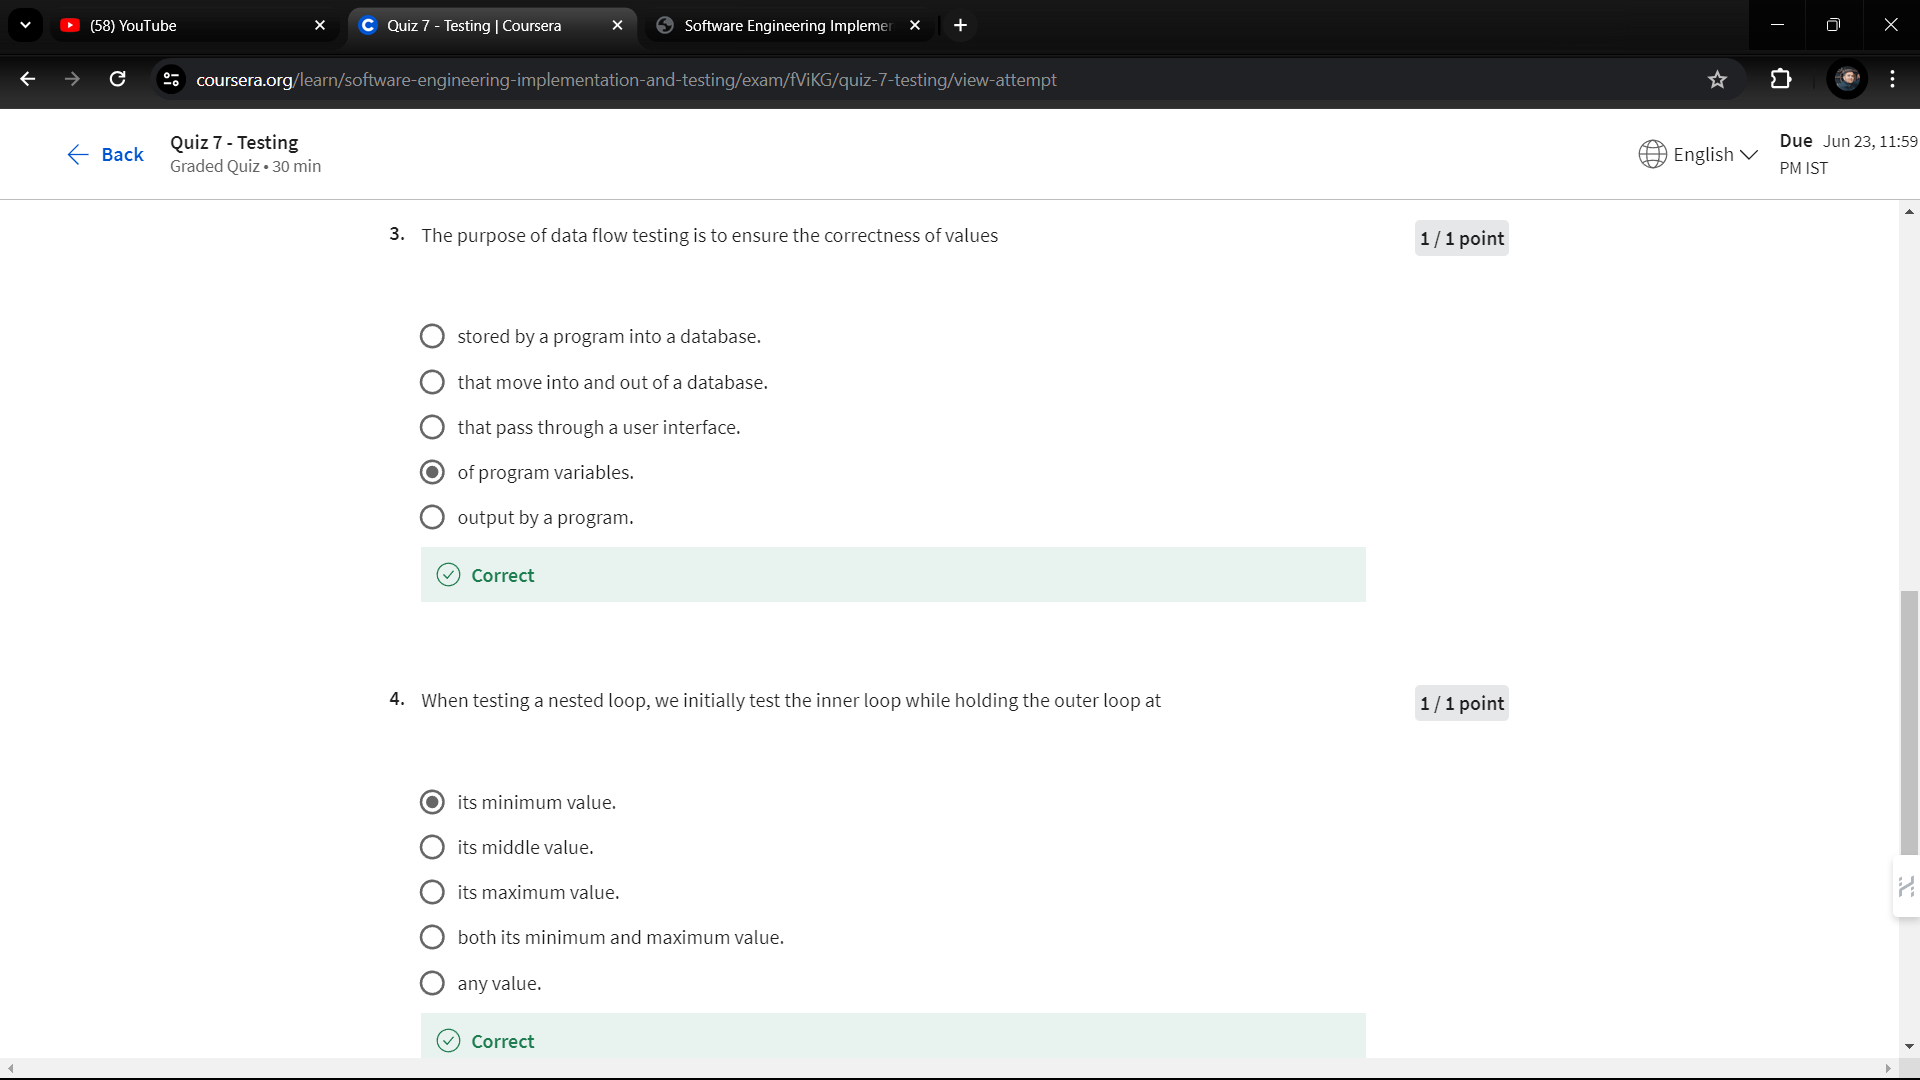 (58) YouTube
Quiz 7 - Testing | Coursera
Software Engineering Implemen
coursera.org/learn/software-engineering-implementation-and-testing/exam/fViKG/quiz-7-testing/view-attempt
Back
Quiz 7 - Testing
Graded Quiz • 30 min
English
Due Jun 23, 11:59
PM IST
3. The purpose of data flow testing is to ensure the correctness of values
1 / 1 point
stored by a program into a database.
that move into and out of a database.
that pass through a user interface.
of program variables.
output by a program.
Correct
4. When testing a nested loop, we initially test the inner loop while holding the outer loop at
1 / 1 point
its minimum value.
its middle value.
its maximum value.
both its minimum and maximum value.
any value.
Correct